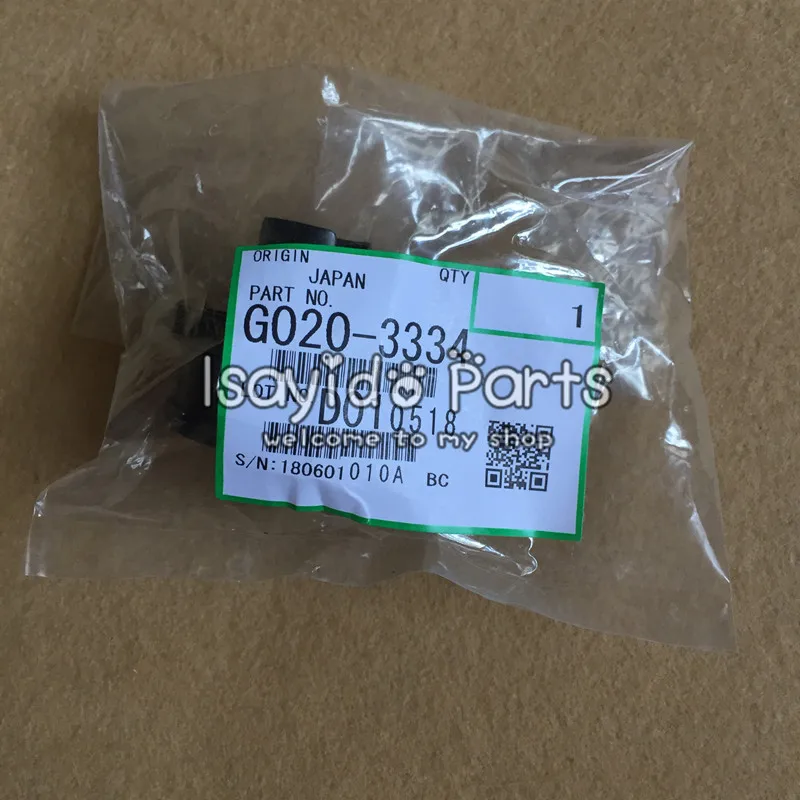 ORIGIN
JAPAN
QTY
1
PART NO.
G020-3334
Isayido Parts
D010518
welcome to my shop
S/N:180601010A BC